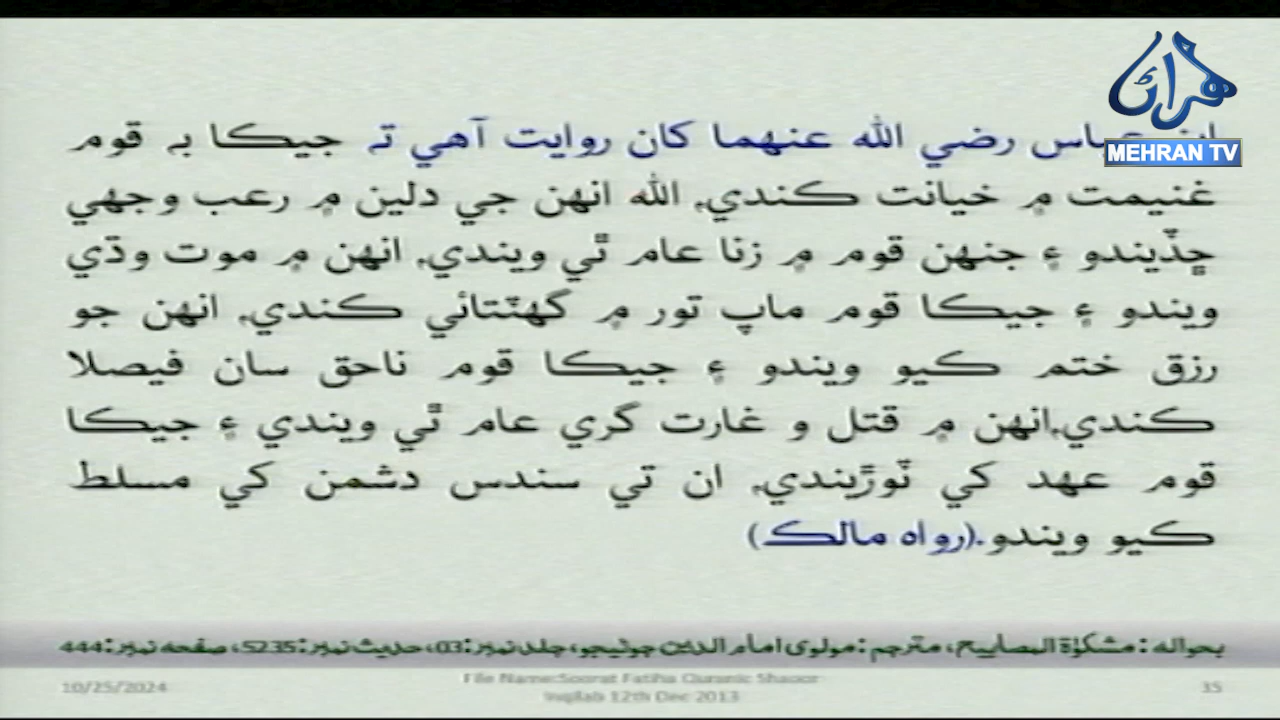 مهراڻ
MEHRAN TV
عباس رضي الله عنهما کان روايت آهي تہ جيڪا بہ قوم
غنيمت ۾ خيانت ڪندي، الله انهن جي دلين ۾ رعب وجهي
ڇڏيندو ۽ جنهن قوم ۾ زنا عام ٿي ويندي، انهن ۾ موت وڌي
ويندو ۽ جيڪا قوم ماپ تور ۾ گهٽتائي ڪندي، انهن جو
رزق ختم ڪيو ويندو ۽ جيڪا قوم ناحق سان فيصلا
ڪندي،انهن ۾ قتل و غارت گري عام ٿي ويندي ۽ جيڪا
قوم عهد کي ٽوڙيندي، ان تي سندس دشمن کي مسلط
ڪيو ويندو.(رواه مالڪ)
بحواله : مشڪوٰة المصابيح، مترجم : مولوي امام الدين جوڻيجو، جلد نمبر : 03، حديث نمبر : 5235، صفحه نمبر : 444
10/25/2024
File Name:Soorat Fatiha Quranic Shaoor
Inqilab 12th Dec 2013
35